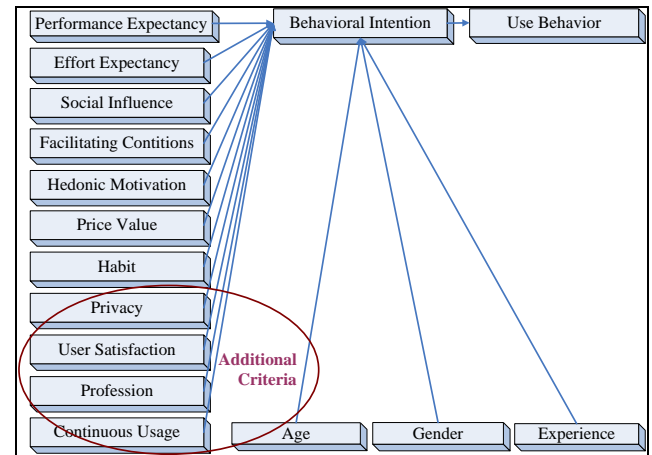 Performance Expectancy
Behavioral Intention
Use Behavior
Effort Expectancy
Social Influence
Facilitating Contitions
Hedonic Motivation
Price Value
Habit
Privacy
User Satisfaction
Additional
Criteria
Profession
Continuous Usage
Age
Gender
Experience